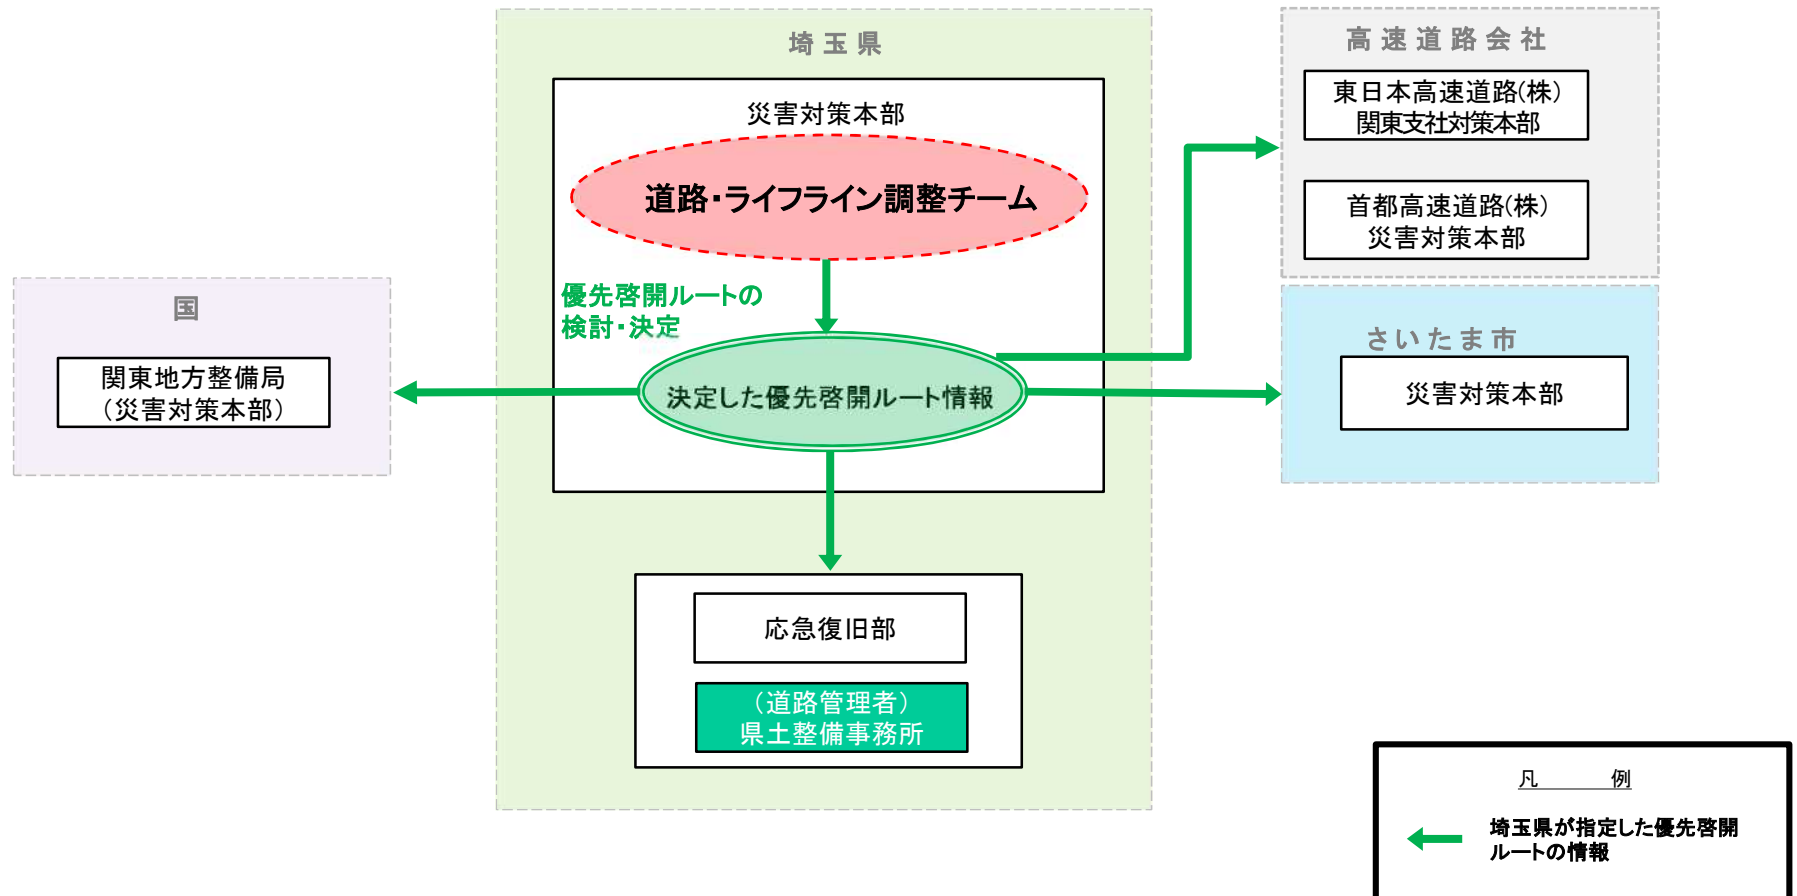 埼玉県
災害対策本部
道路・ライフライン調整チーム
優先啓開ルートの
検討・決定
決定した優先啓開ルート情報
国
関東地方整備局
（災害対策本部）
高速道路会社
東日本高速道路(株)
関東支社対策本部
首都高速道路(株)
災害対策本部
さいたま市
災害対策本部
応急復旧部
（道路管理者）
県土整備事務所
凡　例
埼玉県が指定した優先啓開
ルートの情報